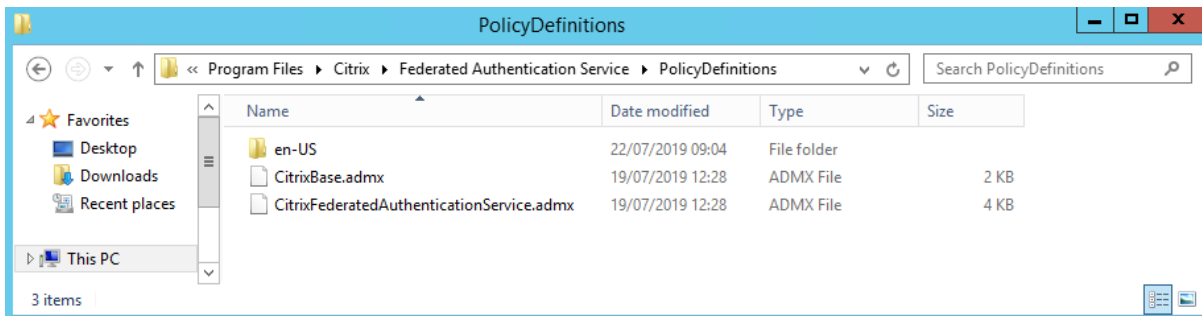 PolicyDefinitions
« Program Files ▸ Citrix ▸ Federated Authentication Service ▸ PolicyDefinitions
Search PolicyDefinitions
Favorites
Desktop
Downloads
Recent places
This PC
Name Date modified Type Size
en-US 22/07/2019 09:04 File folder
CitrixBase.admx 19/07/2019 12:28 ADMX File 2 KB
CitrixFederatedAuthenticationService.admx 19/07/2019 12:28 ADMX File 4 KB
3 items